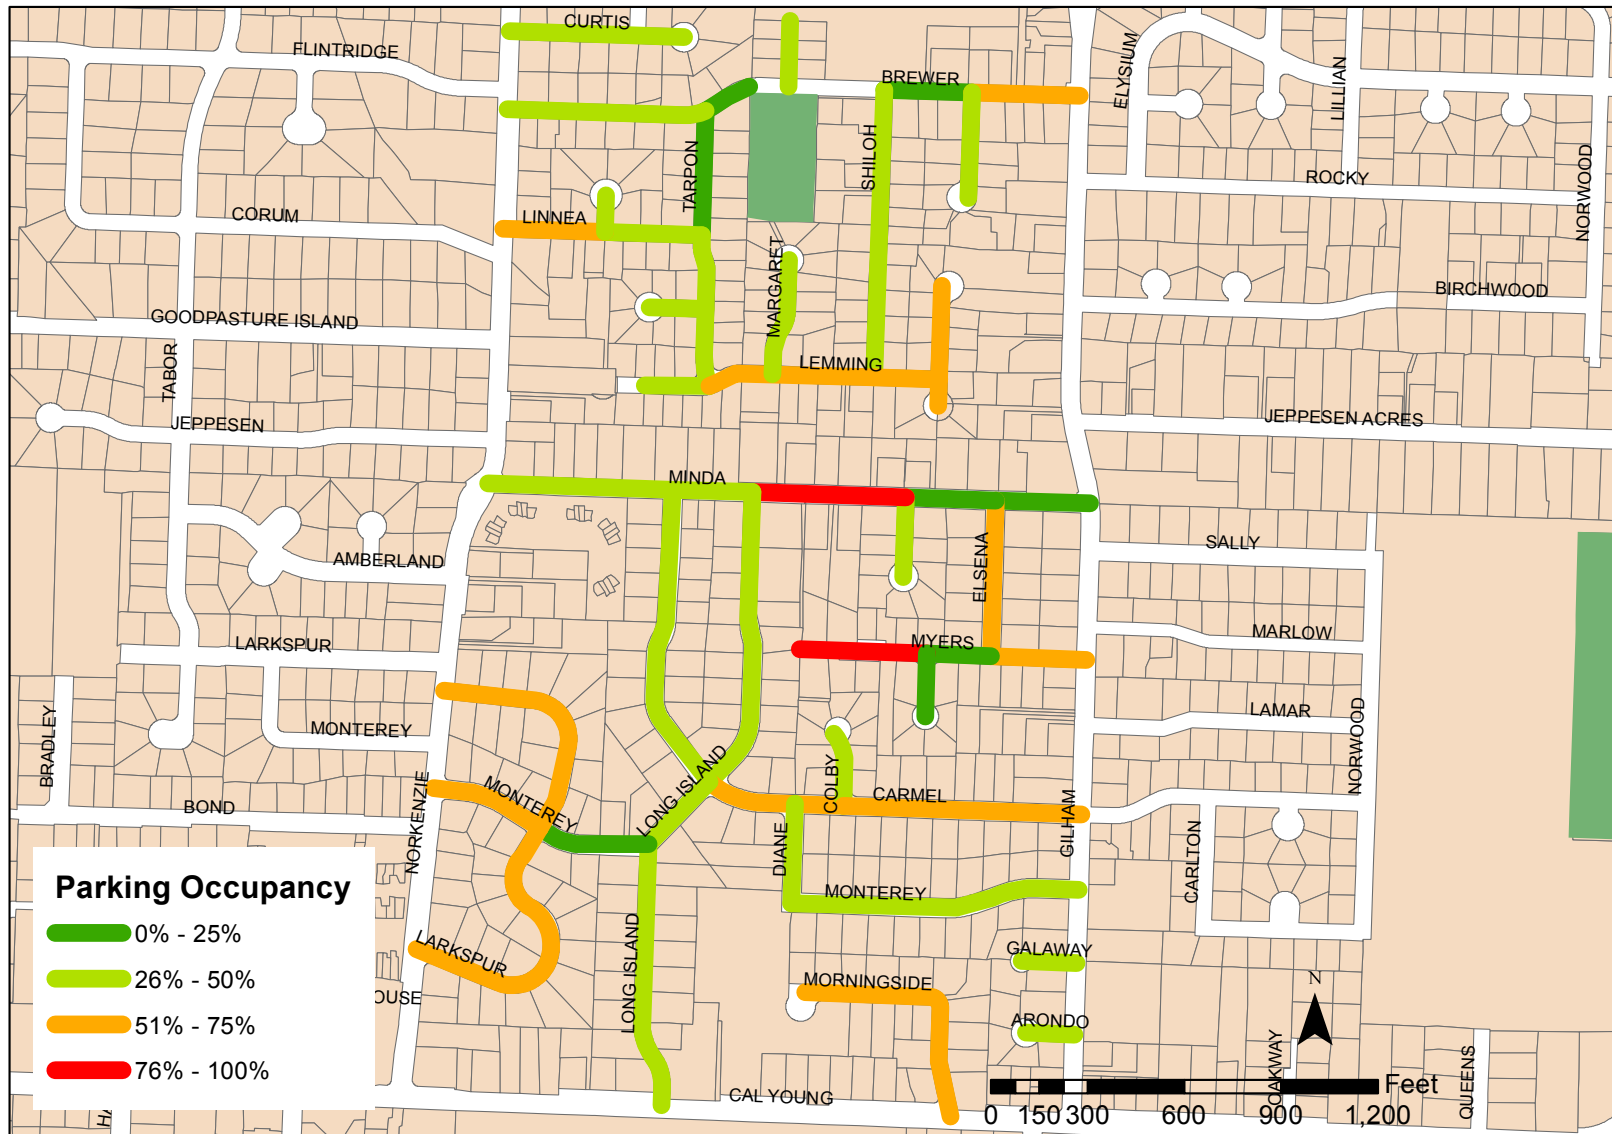 CURTIS
FLINTRIDGE
BREWER
ELYSIUM
LILLIAN
SHILOH
TARPON
NORWOOD
ROCKY
CORUM
LINNEA
MARGARET
BIRCHWOOD
GOODPASTURE ISLAND
TABOR
LEMMING
JEPPESEN
JEPPESEN ACRES
MINDA
SALLY
AMBERLAND
ELSENA
LARKSPUR
MYERS
MARLOW
BRADLEY
MONTEREY
LAMAR
NORWOOD
LONG ISLAND
COLBY
CARMEL
MONTEREY
NORKENZIE
BOND
GILHAM
DIANE
CARLTON
MONTEREY
Parking Occupancy
0% - 25%
26% - 50%
51% - 75%
76% - 100%
LARKSPUR
OUSE
LONG ISLAND
GALAWAY
MORNINGSIDE
ARONDO
N
OAKWAY
QUEENS
CAL YOUNG
HA
Feet
0 150 300 600 900 1,200